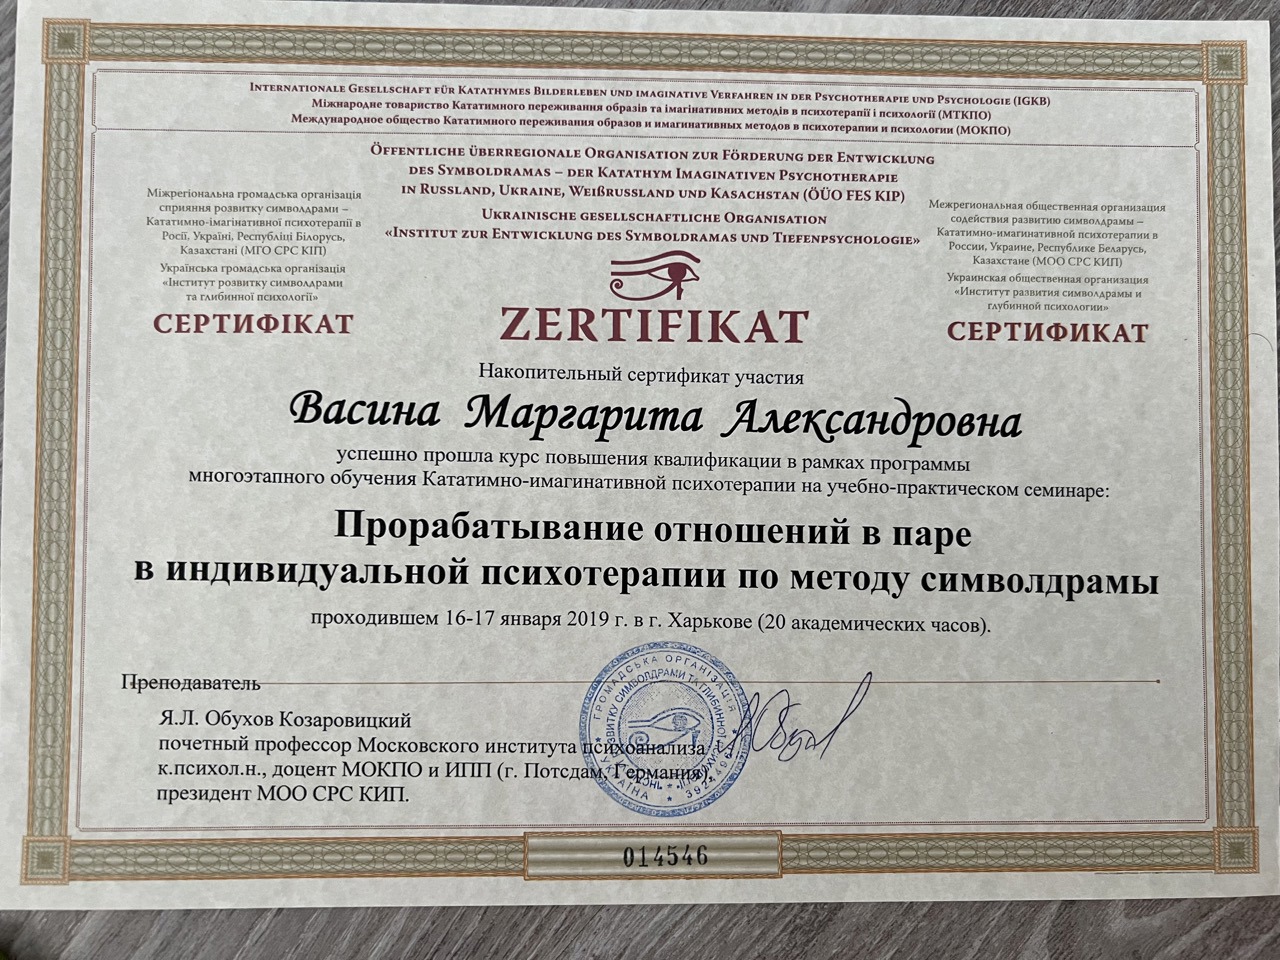 Internationale Gesellschaft für Katathymes Bilderleben und imaginative Verfahren in der Psychotherapie und Psychologie (IGKB)
Міжнародне товариство Кататимного переживання образів та імагінативних методів в психотерапії і психології (МТКПО)
Международное общество Кататимного переживания образов и имагинативных методов в психотерапии и психологии (МОКПО)
Öffentliche überregionale Organisation zur Förderung der Entwicklung
des Symboldramas – der Katathym Imaginativen Psychotherapie
in Russland, Ukraine, Weißrussland und Kasachstan (ÖÜO FES KIP)
Ukrainische gesellschaftliche Organisation
«Institut zur Entwicklung des Symboldramas und Tiefenpsychologie»
Міжрегіональна громадська організація
сприяння розвитку символдрами –
Кататимно-імагінативної психотерапії в
Росії, Україні, Республіці Білорусь,
Казахстані (МГО СРС КІП)
Українська громадська організація
«Інститут розвитку символдрами
та глибинної психології»
СЕРТИФІКАТ
ZERTIFIKAT
Межрегиональная общественная организация
содействия развитию символдрамы –
Кататимно-имагинативной психотерапии в
России, Украине, Республике Беларусь,
Казахстане (МОО СРС КИП)
Украинская общественная организация
«Институт развития символдрамы и
глубинной психологии»
СЕРТИФИКАТ
Накопительный сертификат участия
Васина Маргарита Александровна
успешно прошла курс повышения квалификации в рамках программы
многоэтапного обучения Кататимно-имагинативной психотерапии на учебно-практическом семинаре:
Прорабатывание отношений в паре
в индивидуальной психотерапии по методу символдрамы
проходившем 16-17 января 2019 г. в г. Харькове (20 академических часов).
Преподаватель
Я.Л. Обухов Козаровицкий
почетный профессор Московского института психоанализа
к.психол.н., доцент МОКПО и ИПП (г. Потсдам, Германия),
президент МОО СРС КИП.
ГРОМАДСЬКА ОРГАНІЗАЦІЯ
РОЗВИТКУ СИМВОЛДРАМИ ТА ГЛИБИННОЇ
УКРАЇНА
014546